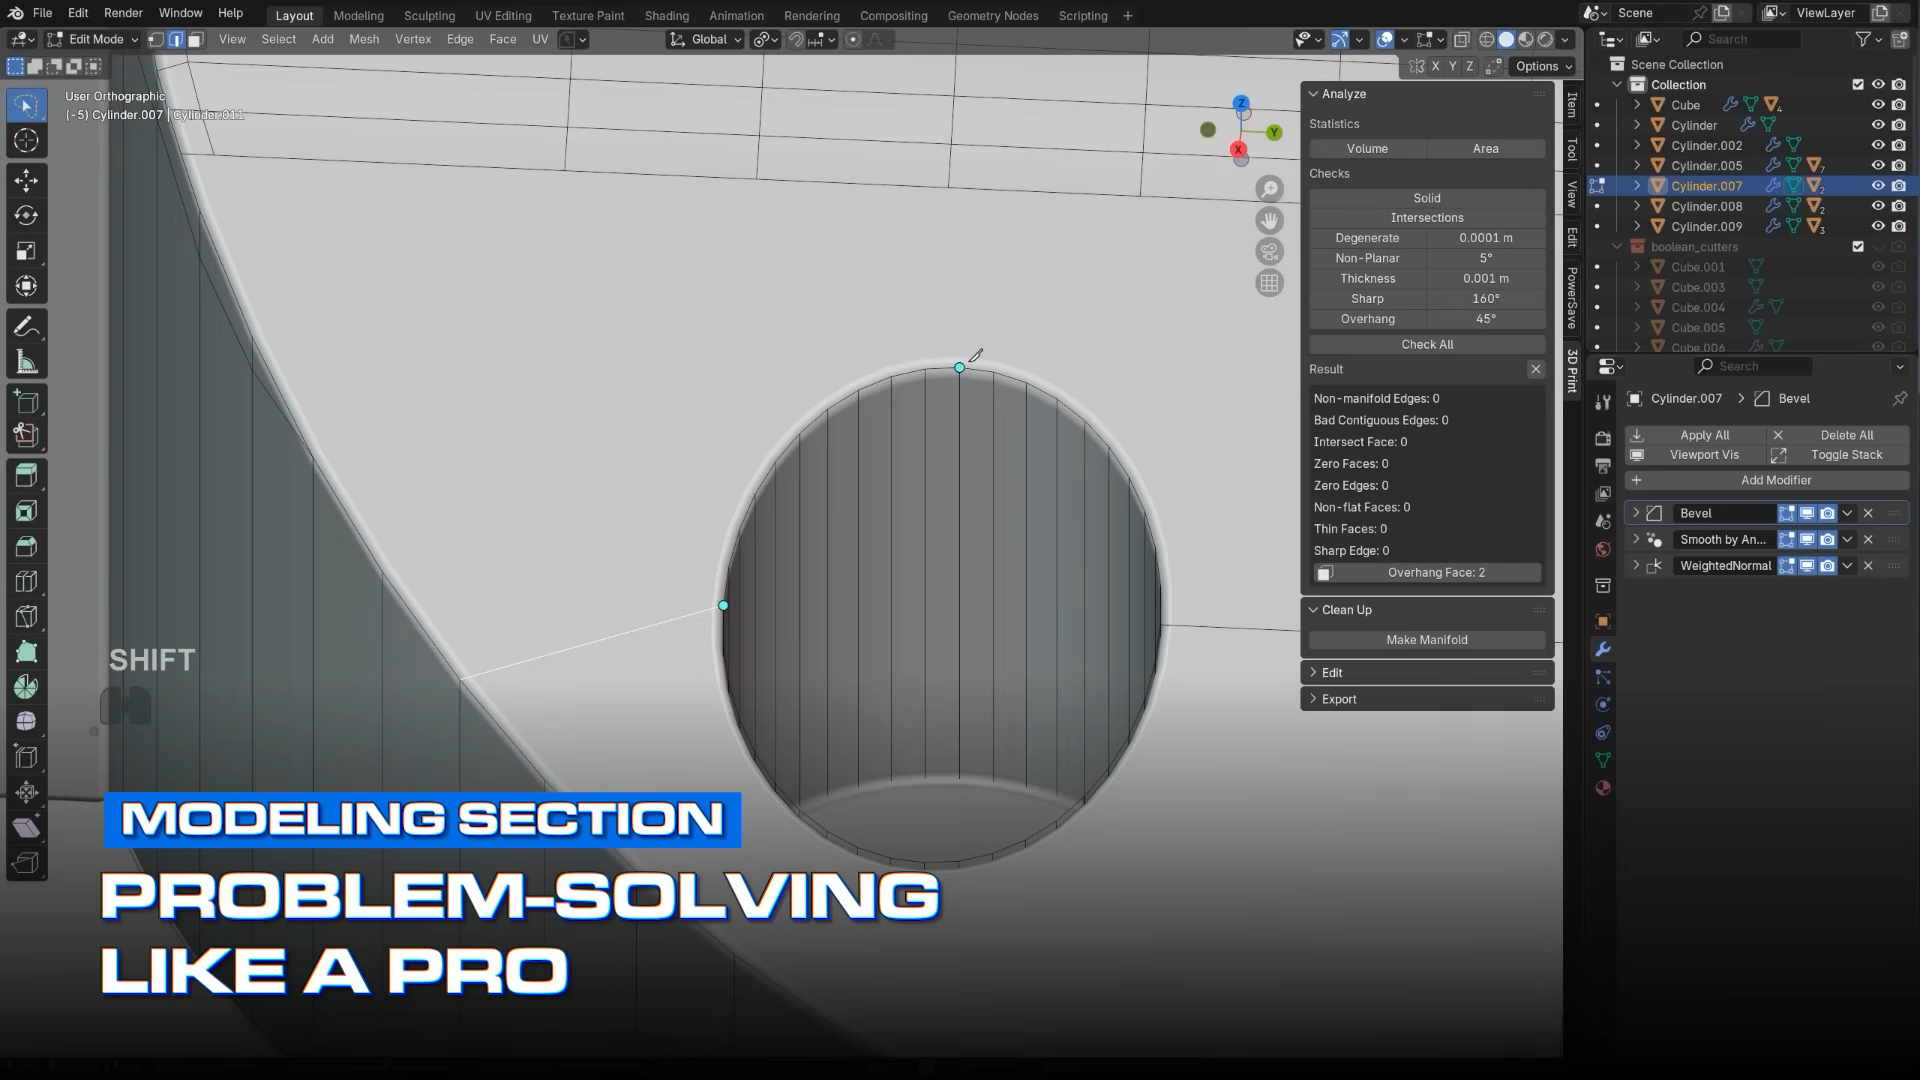 File Edit Render Window Help Layout Modeling Sculpting UV Editing Texture Paint Shading Animation Rendering Compositing Geometry Nodes Scripting + Scene ViewLayer
Edit Mode View Select Add Mesh Vertex Edge Face UV Global Search
X Y Z Options
User Orthographic
(-5) Cylinder.007 | Cylinder.011
Z
Y
X
Analyze
Statistics
Volume Area
Checks
Solid
Intersections
Degenerate 0.0001 m
Non-Planar 5°
Thickness 0.001 m
Sharp 160°
Overhang 45°
Check All
Result
Non-manifold Edges: 0
Bad Contiguous Edges: 0
Intersect Face: 0
Zero Faces: 0
Zero Edges: 0
Non-flat Faces: 0
Thin Faces: 0
Sharp Edge: 0
Overhang Face: 2
Clean Up
Make Manifold
Edit
Export
Item
Tool
View
Edit
PowerSave
3D Print
Scene Collection
Collection
Cube 4
Cylinder
Cylinder.002
Cylinder.005 7
Cylinder.007 2
Cylinder.008 2
Cylinder.009 3
boolean_cutters
Cube.001
Cube.003
Cube.004
Cube.005
Cube.006
Search
Cylinder.007 > Bevel
Apply All Delete All
Viewport Vis Toggle Stack
Add Modifier
Bevel
Smooth by An...
WeightedNormal
SHIFT
MODELING SECTION
PROBLEM-SOLVING
LIKE A PRO